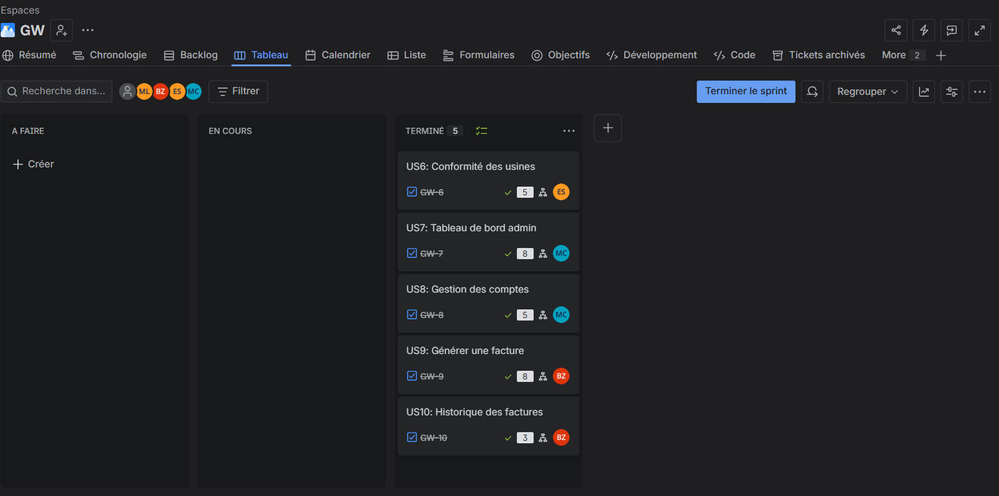 Espaces
GW
Résumé Chronologie Backlog Tableau Calendrier Liste Formulaires Objectifs Développement Code Tickets archivés More 2
Recherche dans... ML BZ ES MC Filtrer Terminer le sprint Regrouper
A FAIRE
Créer
EN COURS
TERMINÉ 5
US6: Conformité des usines
GW-6 5 ES
US7: Tableau de bord admin
GW-7 8 MC
US8: Gestion des comptes
GW-8 5 MC
US9: Générer une facture
GW-9 8 BZ
US10: Historique des factures
GW-10 3 BZ